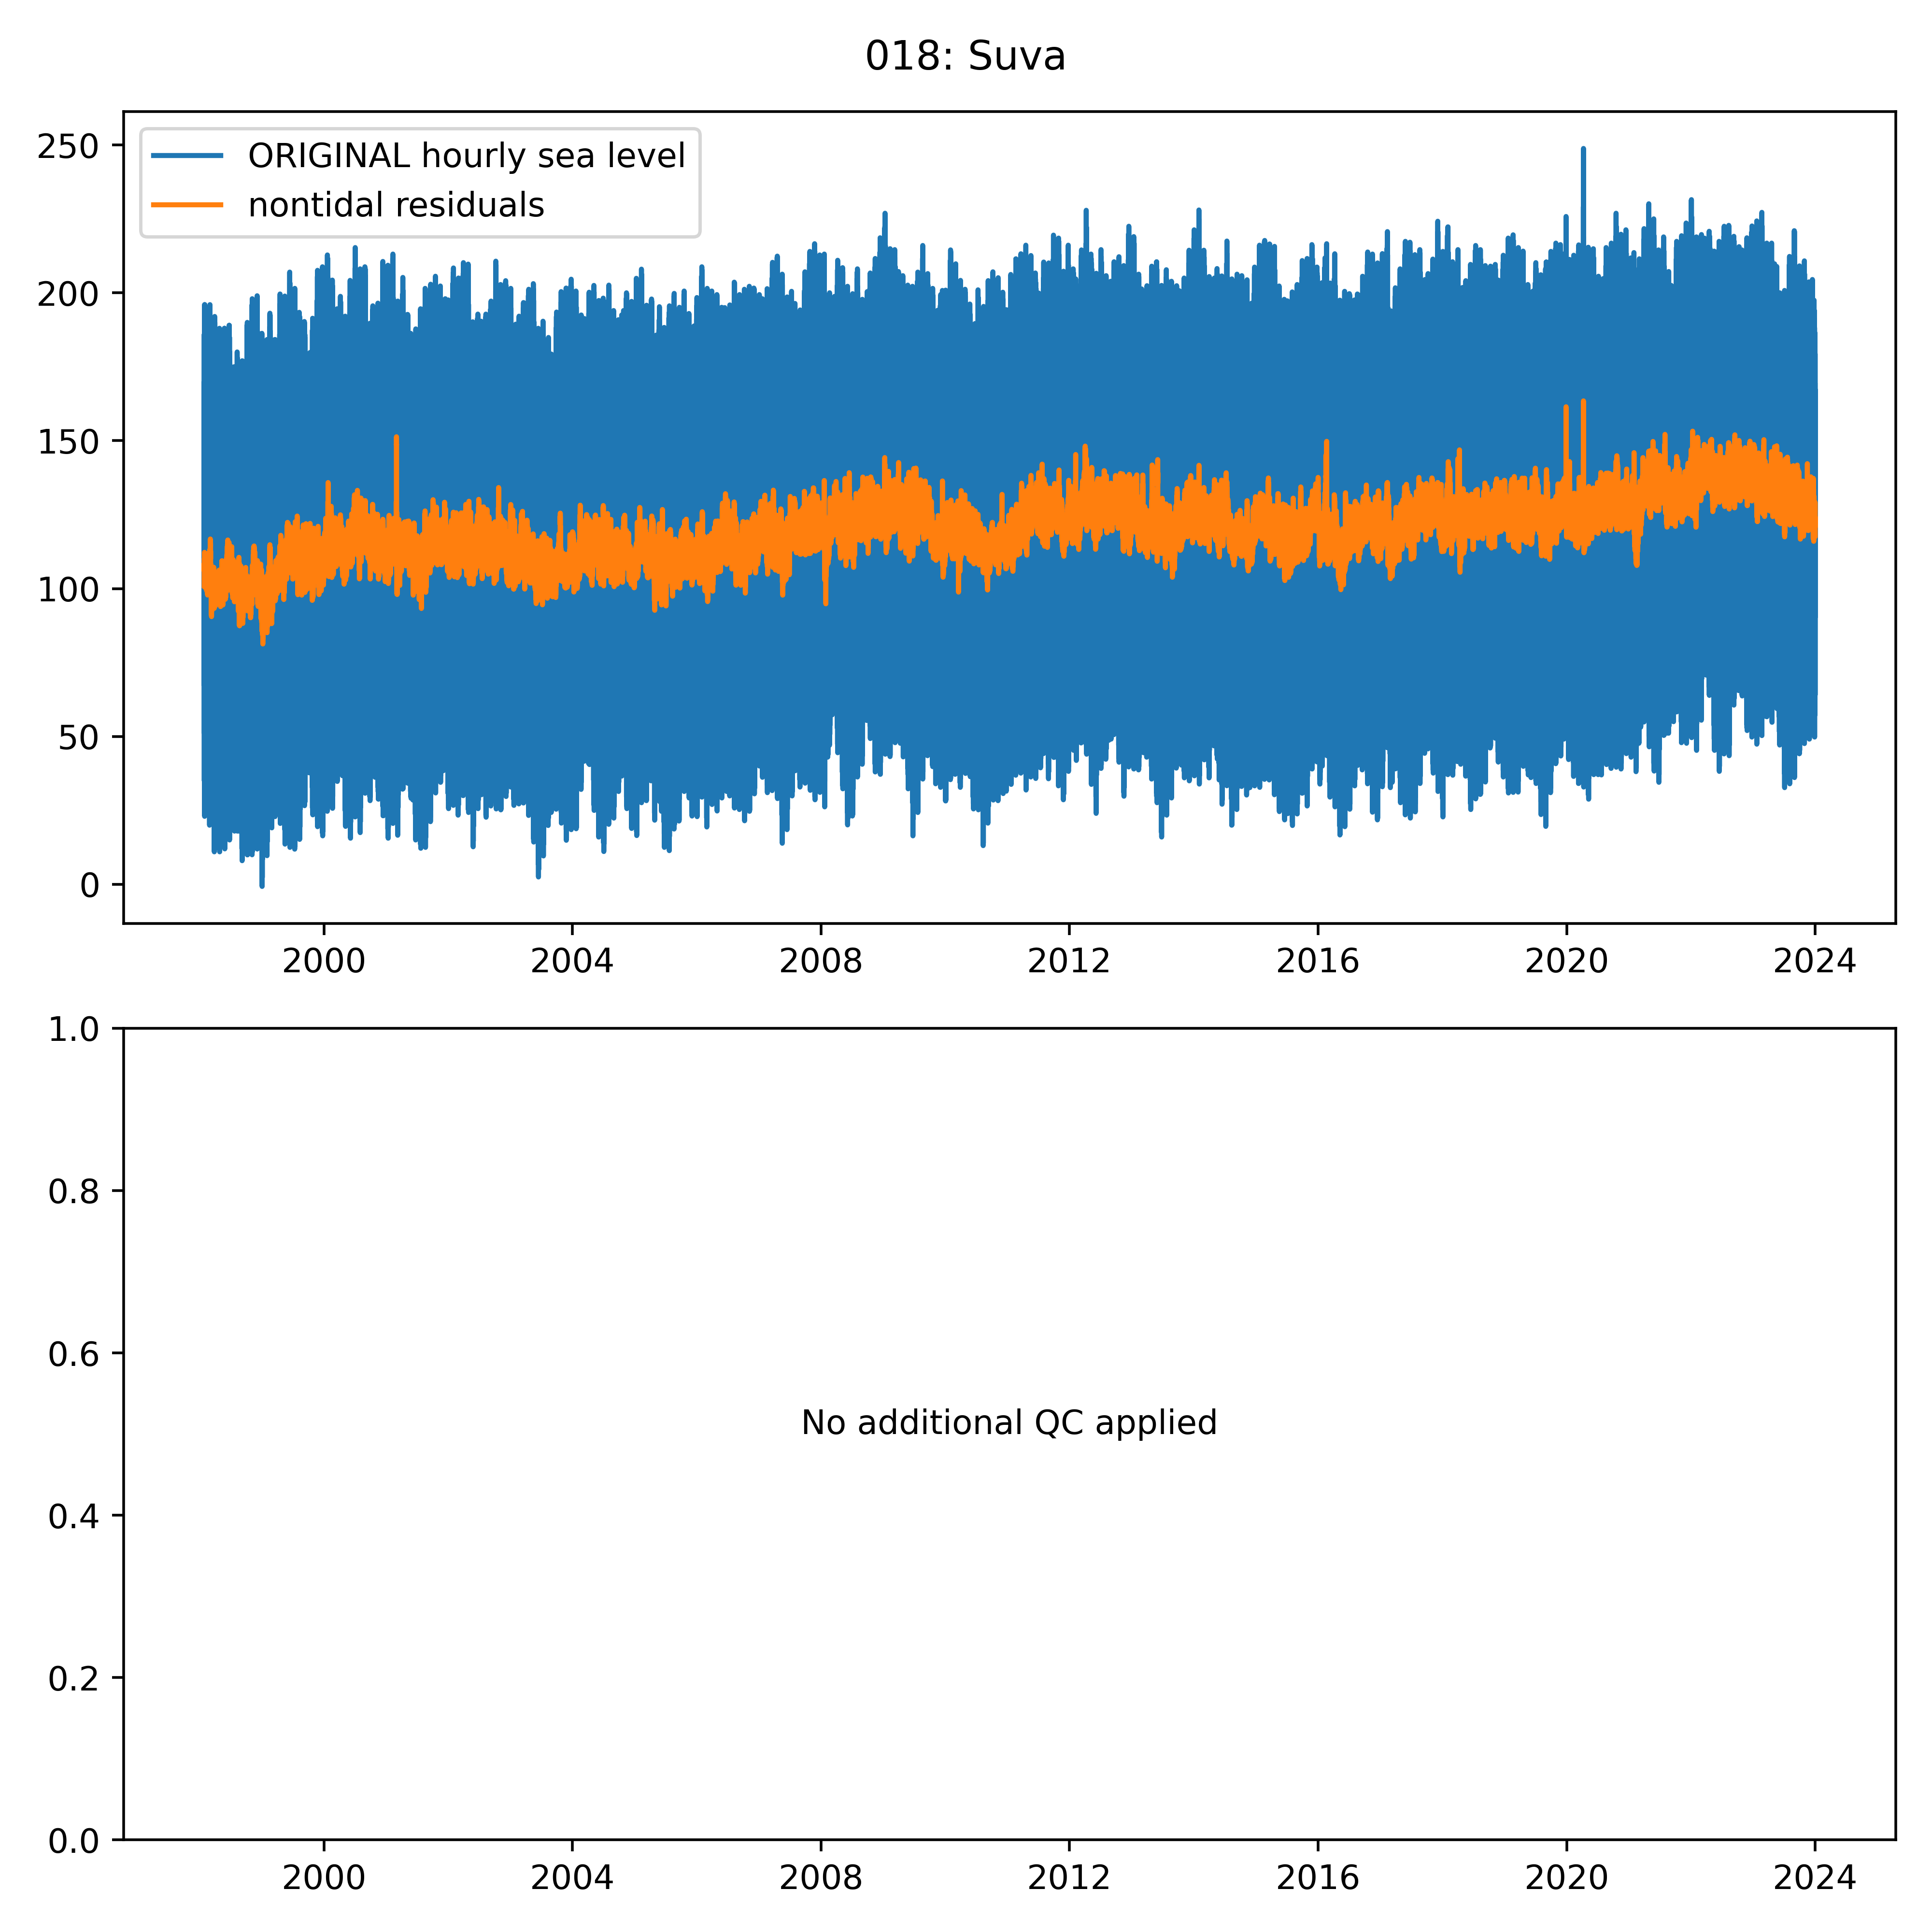 018: Suva
250
200
150
100
50
0
ORIGINAL hourly sea level
nontidal residuals
2000 2004 2008 2012 2016 2020 2024
1.0
0.8
0.6
0.4
0.2
0.0
No additional QC applied
2000 2004 2008 2012 2016 2020 2024